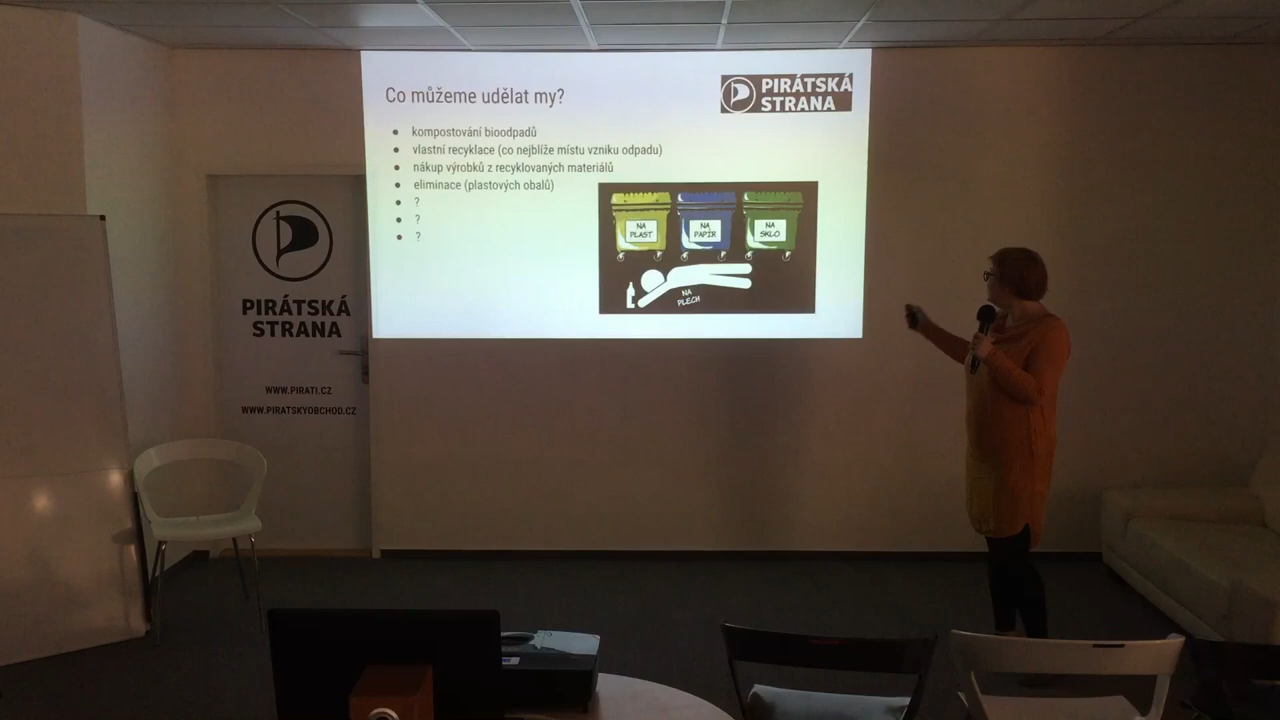 Co můžeme udělat my?
PIRÁTSKÁ
STRANA
● kompostování bioodpadů
● vlastní recyklace (co nejblíže místu vzniku odpadu)
● nákup výrobků z recyklovaných materiálů
● eliminace (plastových obalů)
● ?
● ?
● ?
NA
PLAST
NA
PAPÍR
NA
SKLO
NA
PLECH
PIRÁTSKÁ
STRANA
WWW.PIRATI.CZ
WWW.PIRATSKYOBCHOD.CZ